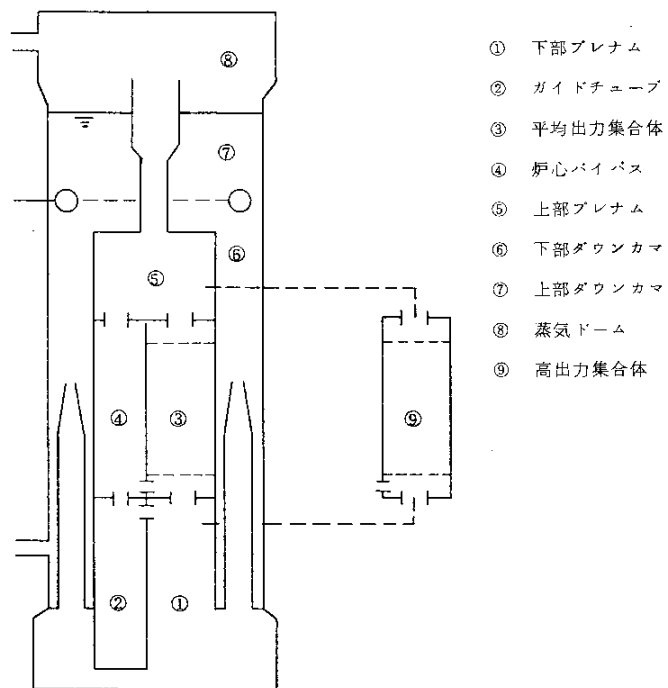 ① 下部プレナム
② ガイドチューブ
③ 平均出力集合体
④ 炉心バイパス
⑤ 上部プレナム
⑥ 下部ダウンカマ
⑦ 上部ダウンカマ
⑧ 蒸気ドーム
⑨ 高出力集合体
⑧
⑦
⑥
⑤
④
③
⑨
②
①